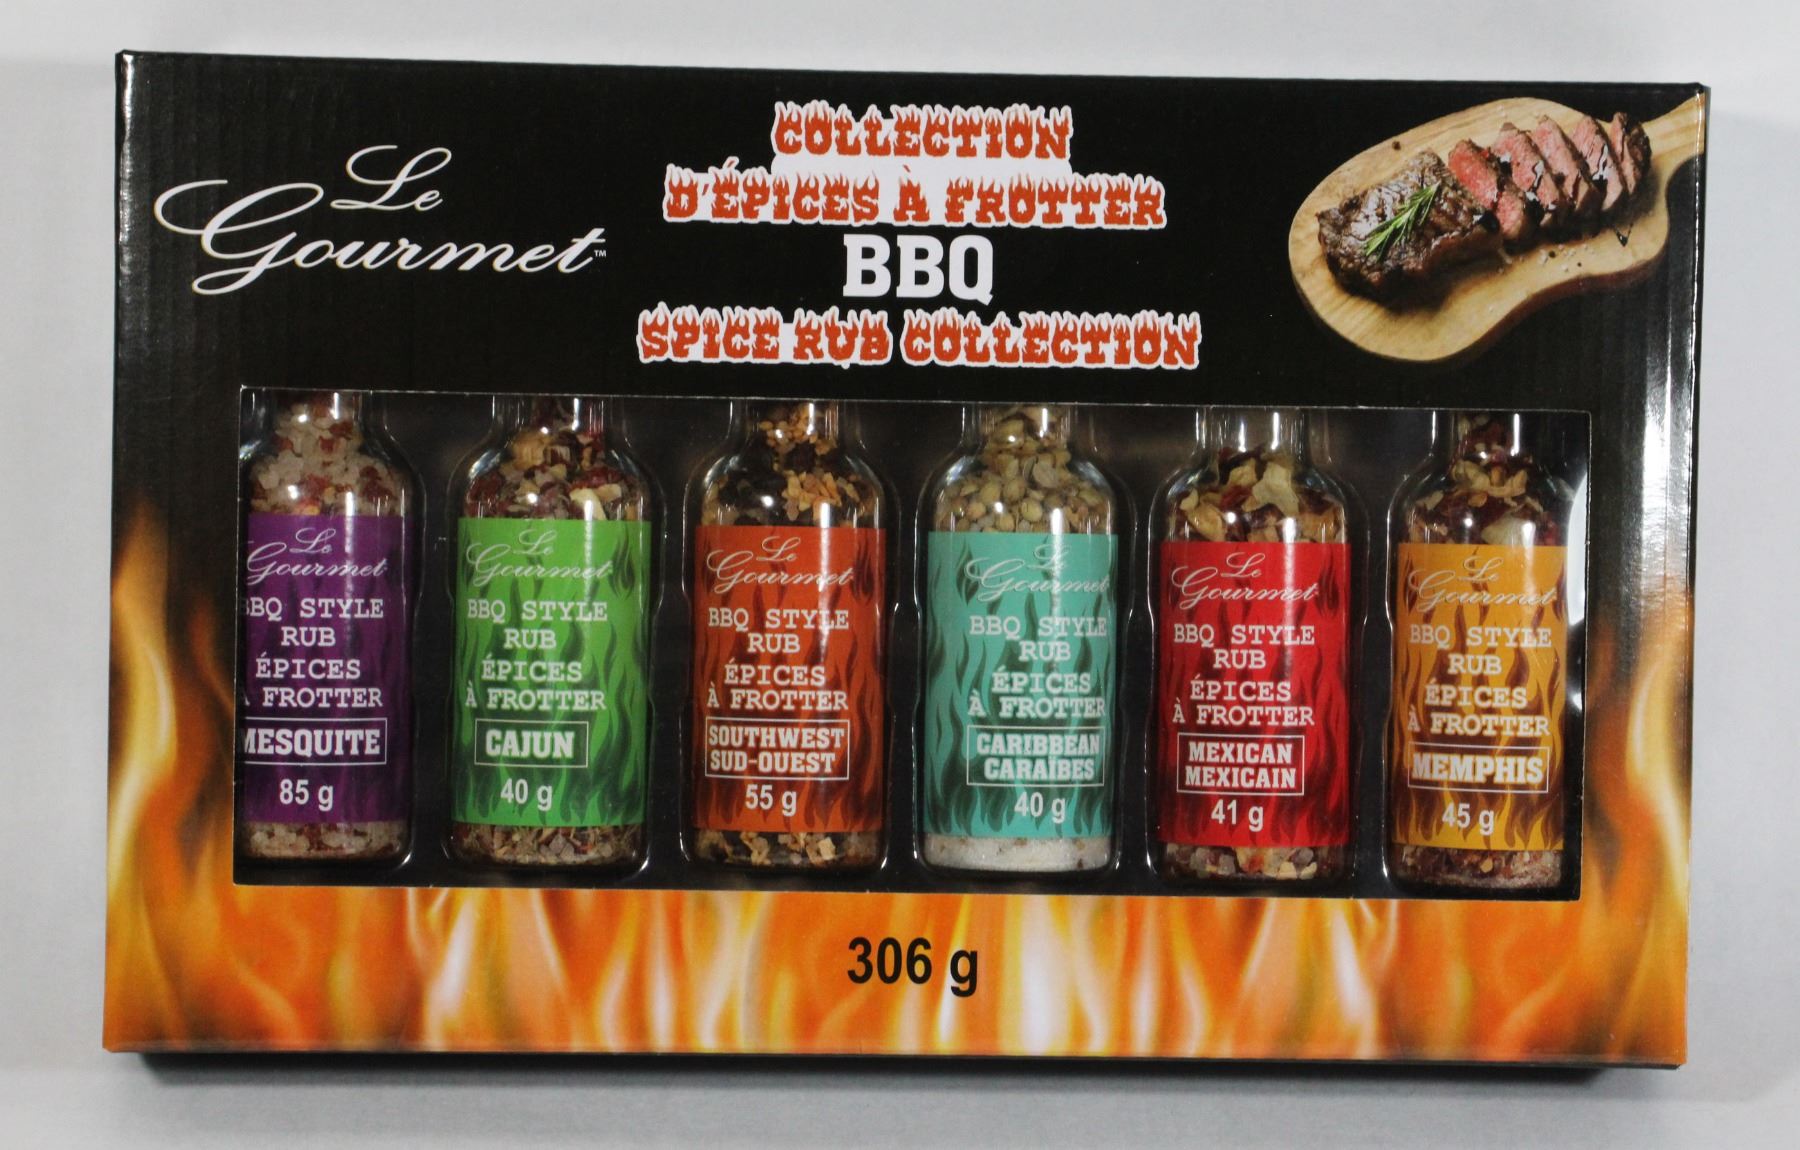 Le
Gourmet™
COLLECTION
D'ÉPICES À FROTTER
BBQ
SPICE RUB COLLECTION
Le
Gourmet
BBQ STYLE
RUB
ÉPICES
À FROTTER
MESQUITE
85 g
Le
Gourmet
BBQ STYLE
RUB
ÉPICES
À FROTTER
CAJUN
40 g
Le
Gourmet
BBQ STYLE
RUB
ÉPICES
À FROTTER
SOUTHWEST
SUD-OUEST
55 g
Le
Gourmet
BBQ STYLE
RUB
ÉPICES
À FROTTER
CARIBBEAN
CARAÏBES
40 g
Le
Gourmet
BBQ STYLE
RUB
ÉPICES
À FROTTER
MEXICAN
MEXICAIN
41 g
Le
Gourmet
BBQ STYLE
RUB
ÉPICES
À FROTTER
MEMPHIS
45 g
306 g